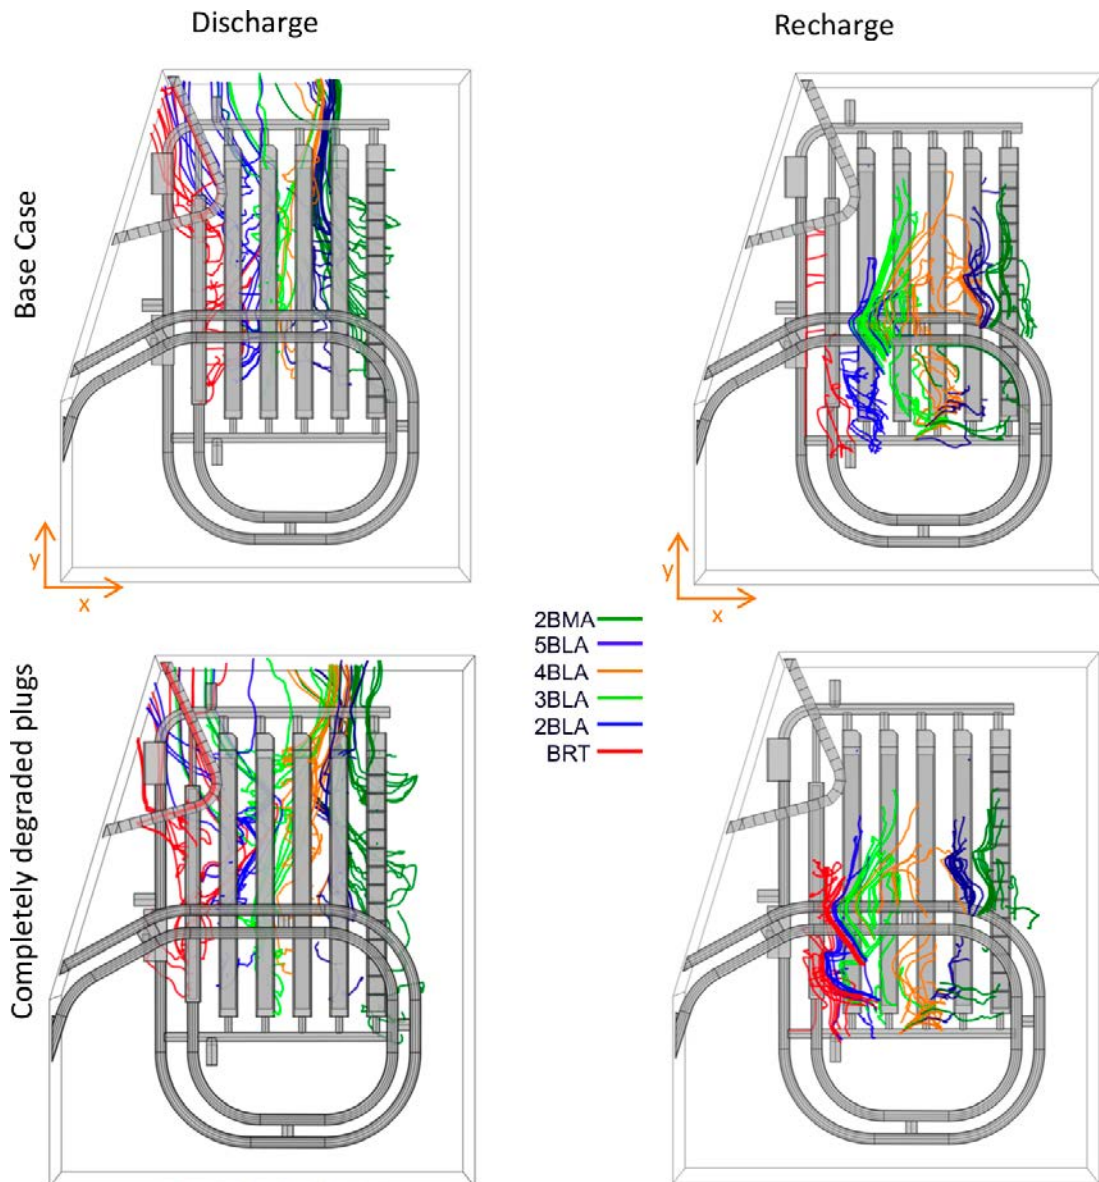 Discharge
Recharge
Base Case
y
x
y
x
2BMA
5BLA
4BLA
3BLA
2BLA
BRT
Completely degraded plugs